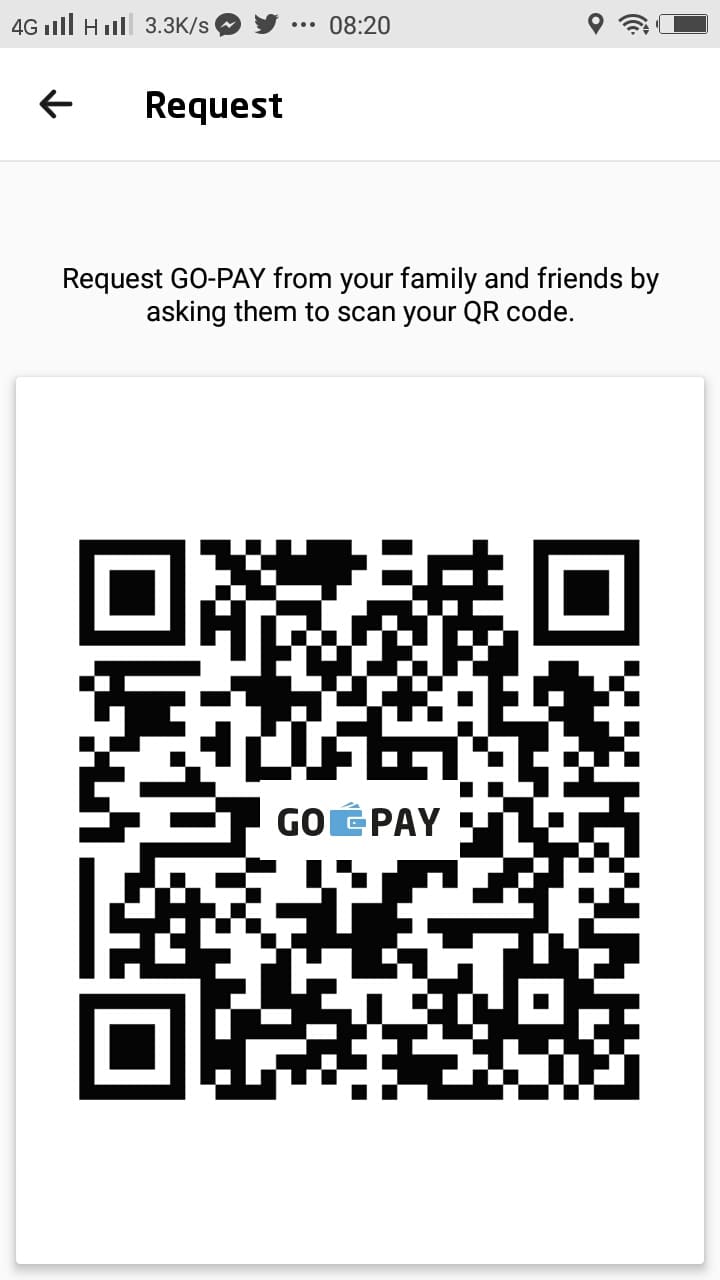 4G H 3.3K/s ... 08:20
Request
Request GO-PAY from your family and friends by
asking them to scan your QR code.
GO PAY